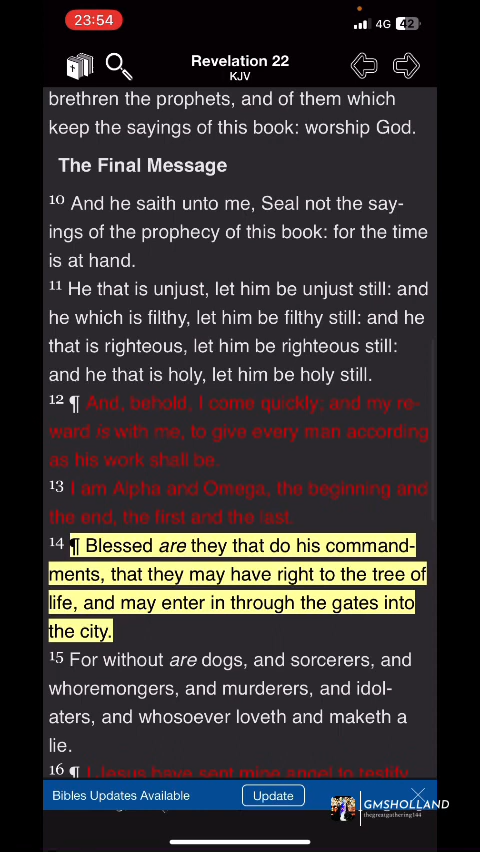 23:54
4G 42
Revelation 22
KJV
brethren the prophets, and of them which
keep the sayings of this book: worship God.
The Final Message
10 And he saith unto me, Seal not the say-
ings of the prophecy of this book: for the time
is at hand.
11 He that is unjust, let him be unjust still: and
he which is filthy, let him be filthy still: and he
that is righteous, let him be righteous still:
and he that is holy, let him be holy still.
12 ¶ And, behold, I come quickly; and my re-
ward is with me, to give every man according
as his work shall be.
13 I am Alpha and Omega, the beginning and
the end, the first and the last.
14 ¶ Blessed are they that do his command-
ments, that they may have right to the tree of
life, and may enter in through the gates into
the city.
15 For without are dogs, and sorcerers, and
whoremongers, and murderers, and idol-
aters, and whosoever loveth and maketh a
lie.
16 ¶ I Jesus have sent mine angel to testify
Bibles Updates Available
Update
GMSHOLLAND
thegreatgathering144